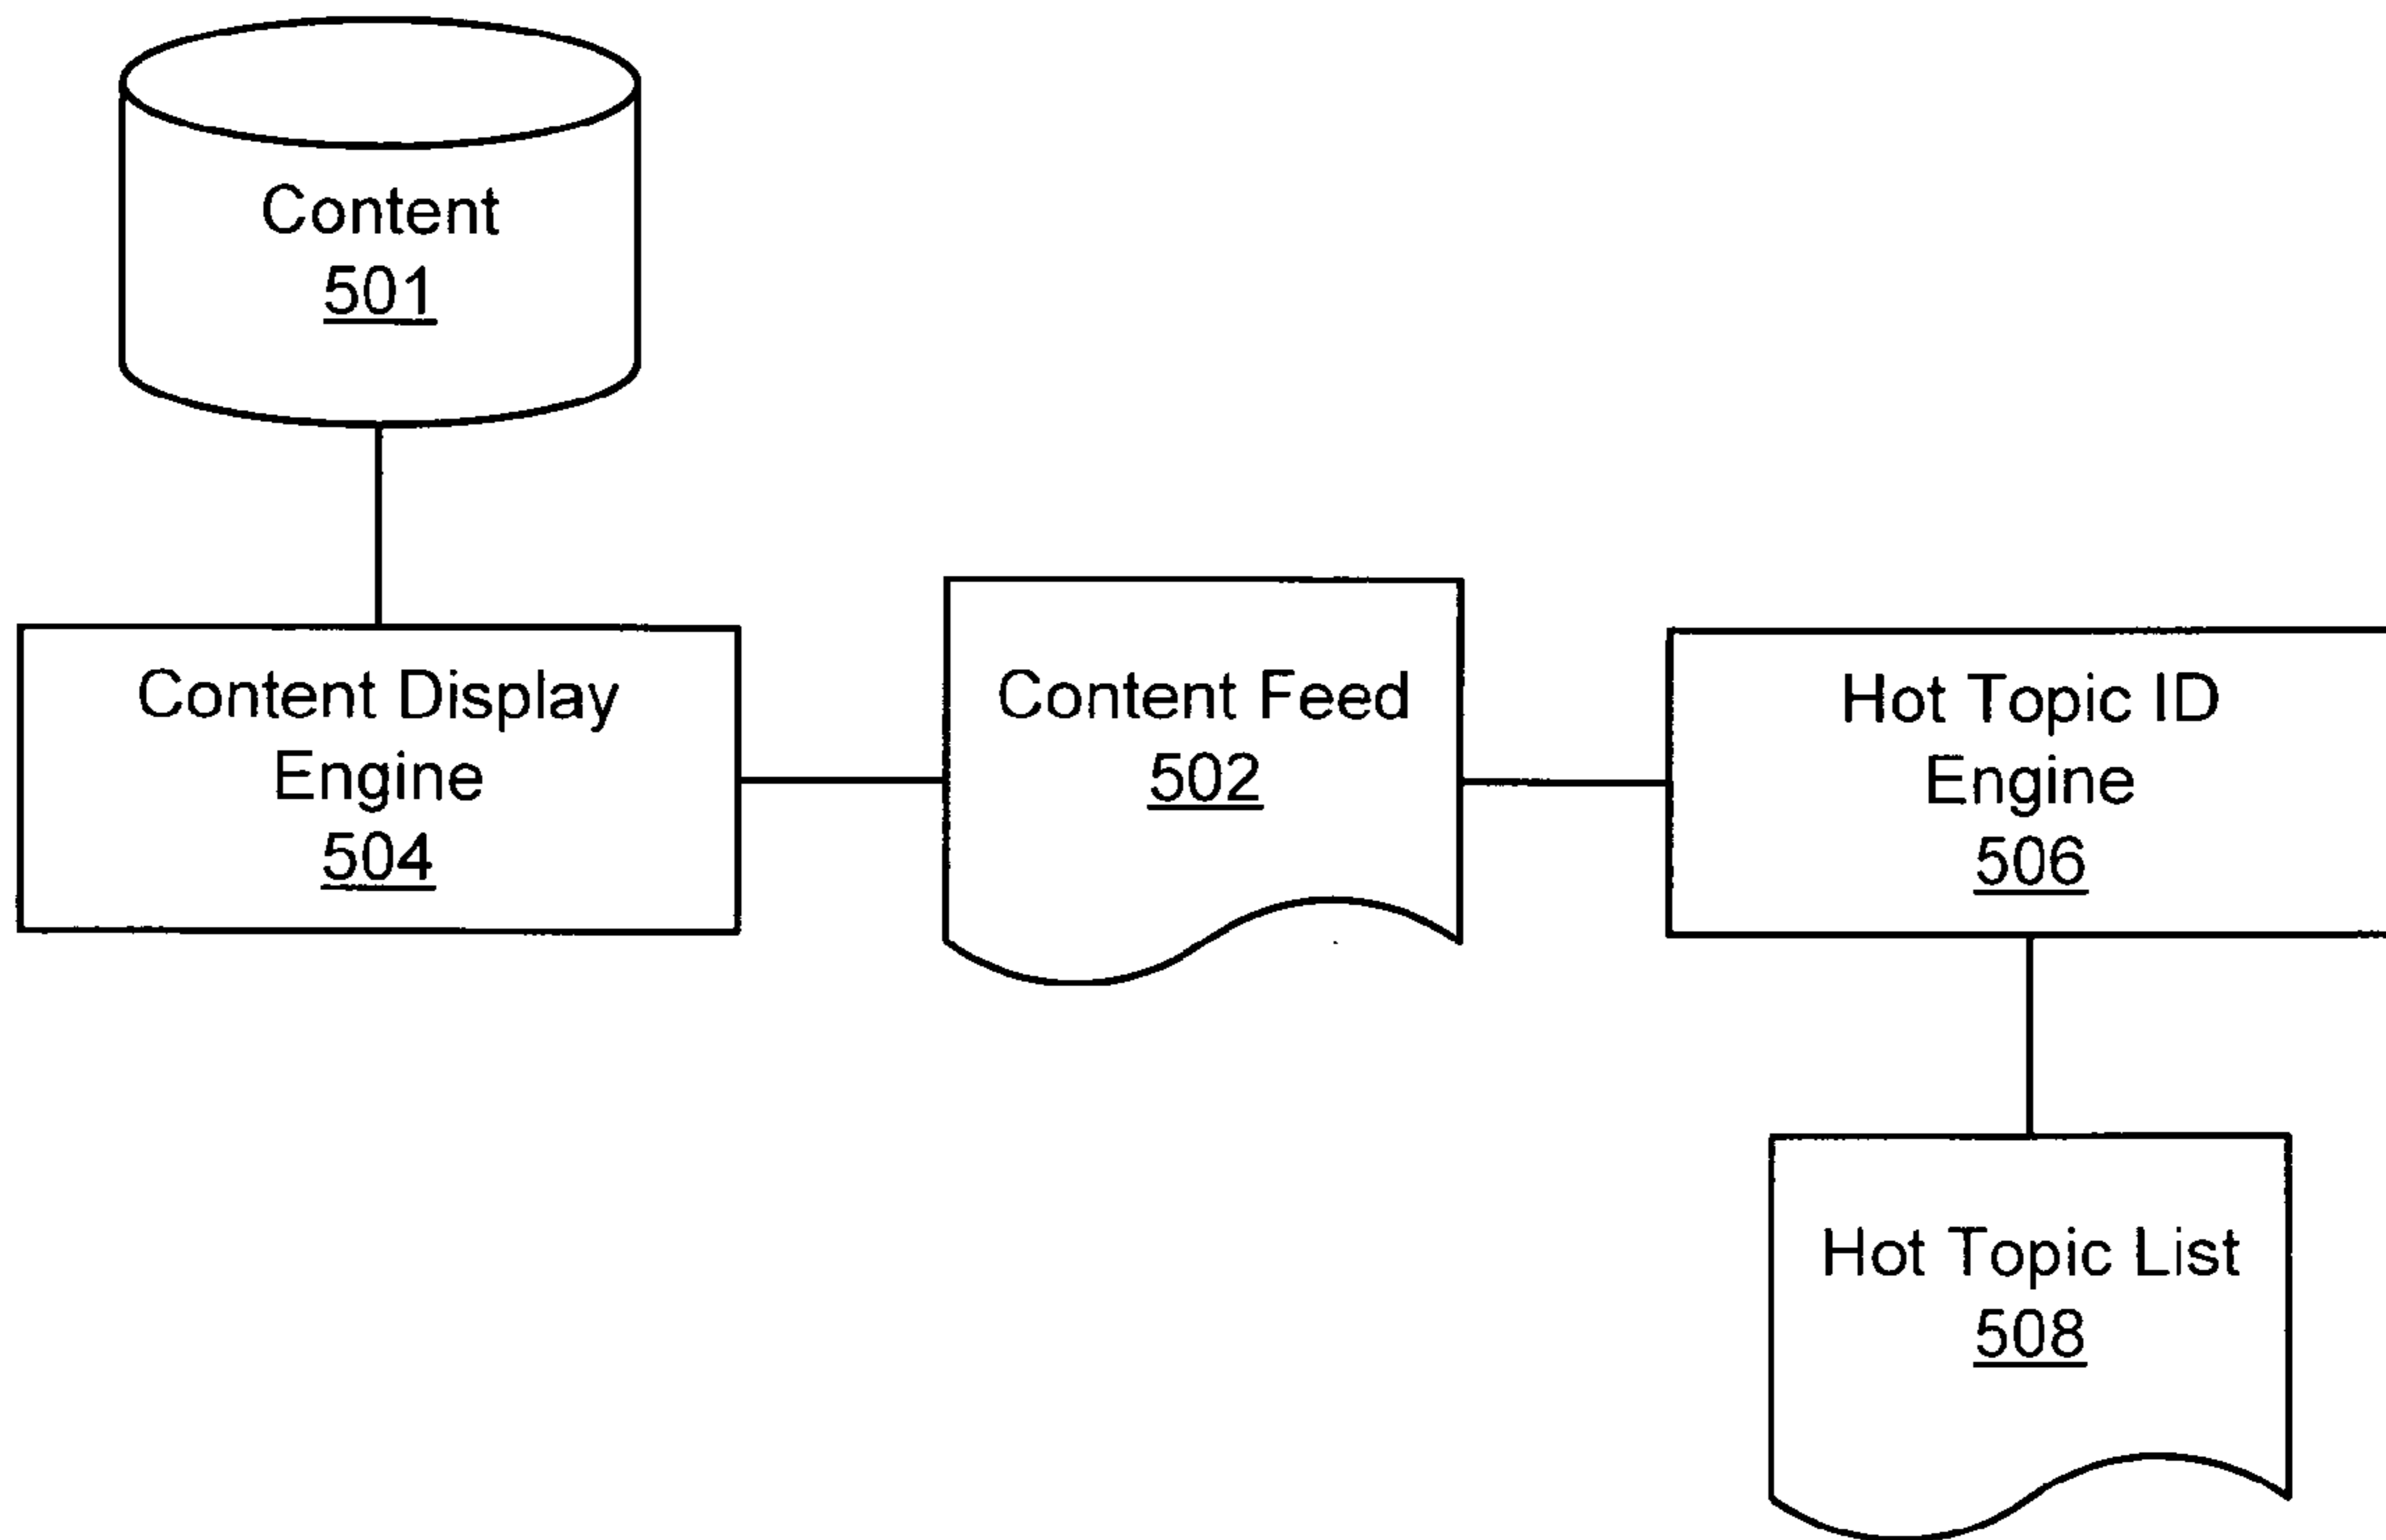 Content
501
Content Display
Engine
504
Content Feed
502
Hot Topic ID
Engine
506
Hot Topic List
508